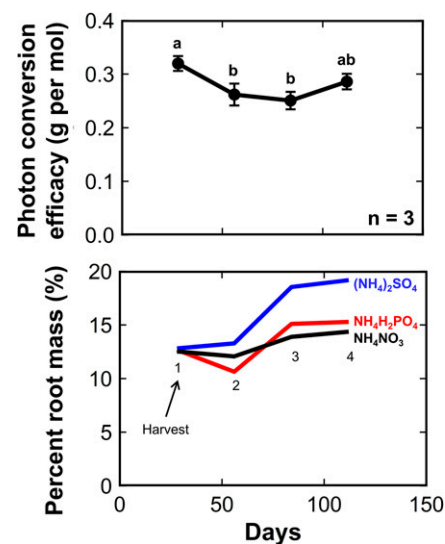 Photon conversion
efficacy (g per mol)
0.4
0.3
0.2
0.1
0.0
a
b
b
ab
n = 3
Percent root mass (%)
20
15
10
5
0
(NH₄)₂SO₄
NH₄H₂PO₄
NH₄NO₃
1
2
3
4
Harvest
0
50
100
150
Days